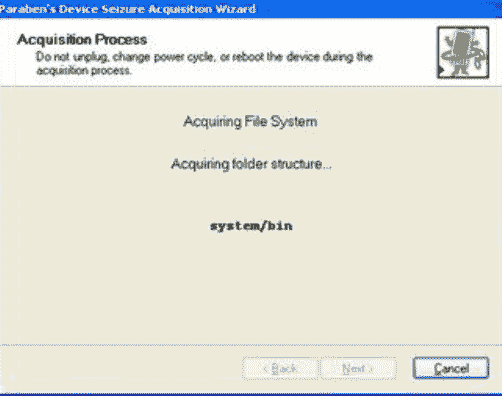 Paraben's Device Seizure Acquisition Wizard
Acquisition Process
Do not unplug, change power cycle, or reboot the device during the
acquisition process.
Acquiring File System
Acquiring folder structure...
system/bin
< Back
Next >
Cancel